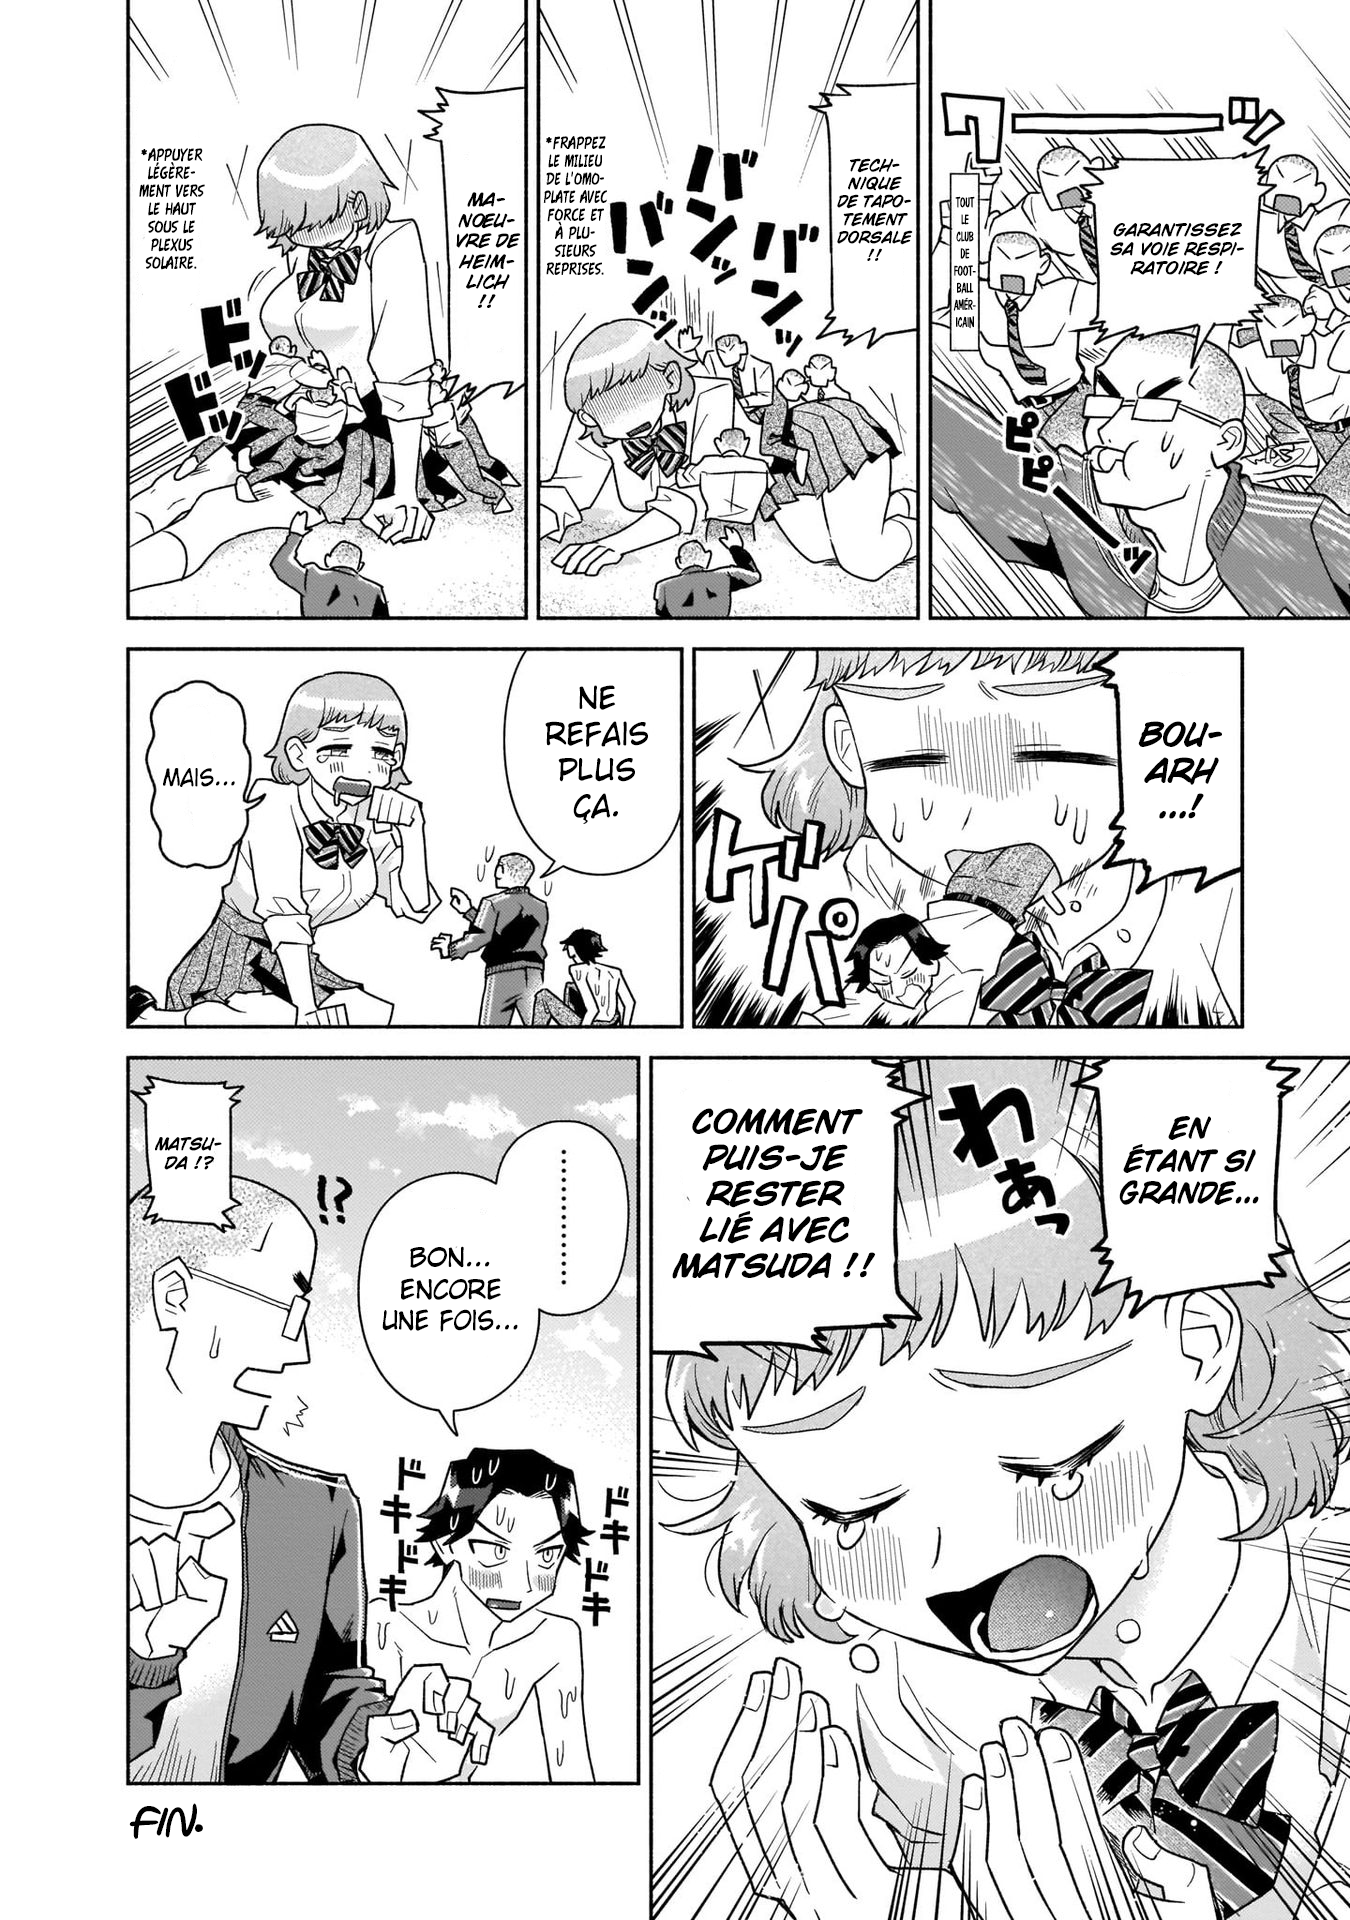 ワーーッ
GARANTISSEZ
SA VOIE RESPI-
RATOIRE !
TOUT
LE
CLUB
DE
FOOT-
BALL
AMÉR-
ICAIN
ピピーーッ
TECH-
NIQUE
DE TAPO-
TEMENT
DORSALE
!!
*FRAPPEZ
LE MILIEU
DE L'OMO-
PLATE AVEC
FORCE ET
À PLU-
SIEURS
REPRISES.
バン
バン
バン
バン
MA-
NOEU-
VRE DE
HEIM-
LICH
!!
*APPUYER
LÉGÈRE-
MENT VERS
LE HAUT
SOUS LE
PLEXUS
SOLAIRE.
ドッ
ドッ
BOU-
ARH
...!
ゲパ
NE
REFAIS
PLUS
ÇA.
MAIS...
EN
ÉTANT SI
GRANDE...
わあっ
COMMENT
PUIS-JE
RESTER
LIÉ AVEC
MATSUDA !!
..........
BON...
ENCORE
UNE FOIS...
ドキドキ
ドキドキ
MATSU-
DA !?
!?
FIN.